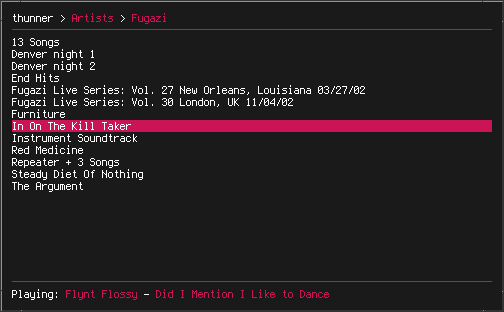 thunner > Artists > Fugazi
13 Songs
Denver night 1
Denver night 2
End Hits
Fugazi Live Series: Vol. 27 New Orleans, Louisiana 03/27/02
Fugazi Live Series: Vol. 30 London, UK 11/04/02
Furniture
In On The Kill Taker
Instrument Soundtrack
Red Medicine
Repeater + 3 Songs
Steady Diet Of Nothing
The Argument
Playing: Flynt Flossy - Did I Mention I Like to Dance